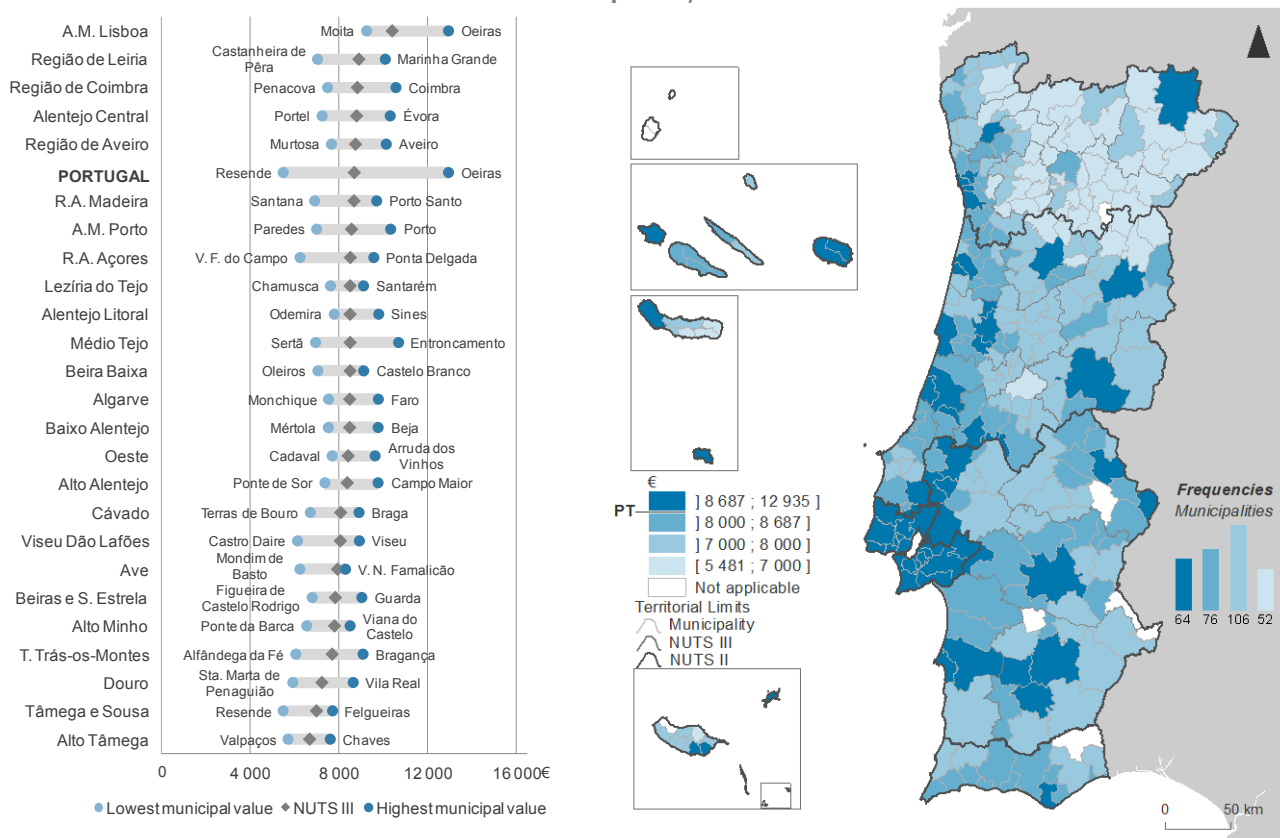 A.M. Lisboa
Moita
Oeiras
Região de Leiria
Castanheira de
Pêra
Marinha Grande
Região de Coimbra
Penacova
Coimbra
Alentejo Central
Portel
Évora
Região de Aveiro
Murtosa
Aveiro
PORTUGAL
Resende
Oeiras
R.A. Madeira
Santana
Porto Santo
A.M. Porto
Paredes
Porto
R.A. Açores
V. F. do Campo
Ponta Delgada
Lezíria do Tejo
Chamusca
Santarém
Alentejo Litoral
Odemira
Sines
Médio Tejo
Sertã
Entroncamento
Beira Baixa
Oleiros
Castelo Branco
Algarve
Monchique
Faro
Baixo Alentejo
Mértola
Beja
Oeste
Cadaval
Arruda dos
Vinhos
Alto Alentejo
Ponte de Sor
Campo Maior
Cávado
Terras de Bouro
Braga
Viseu Dão Lafões
Castro Daire
Viseu
Ave
Mondim de
Basto
V. N. Famalicão
Beiras e S. Estrela
Figueira de
Castelo Rodrigo
Guarda
Alto Minho
Ponte da Barca
Viana do
Castelo
T. Trás-os-Montes
Alfândega da Fé
Bragança
Douro
Sta. Marta de
Penaguião
Vila Real
Tâmega e Sousa
Resende
Felgueiras
Alto Tâmega
Valpaços
Chaves
0 4 000 8 000 12 000 16 000€
Lowest municipal value NUTS III Highest municipal value
€
PT
] 8 687 ; 12 935 ]
] 8 000 ; 8 687 ]
] 7 000 ; 8 000 ]
[ 5 481 ; 7 000 ]
Not applicable
Territorial Limits
Municipality
NUTS III
NUTS II
Frequencies
Municipalities
64 76 106 52
0 50 km